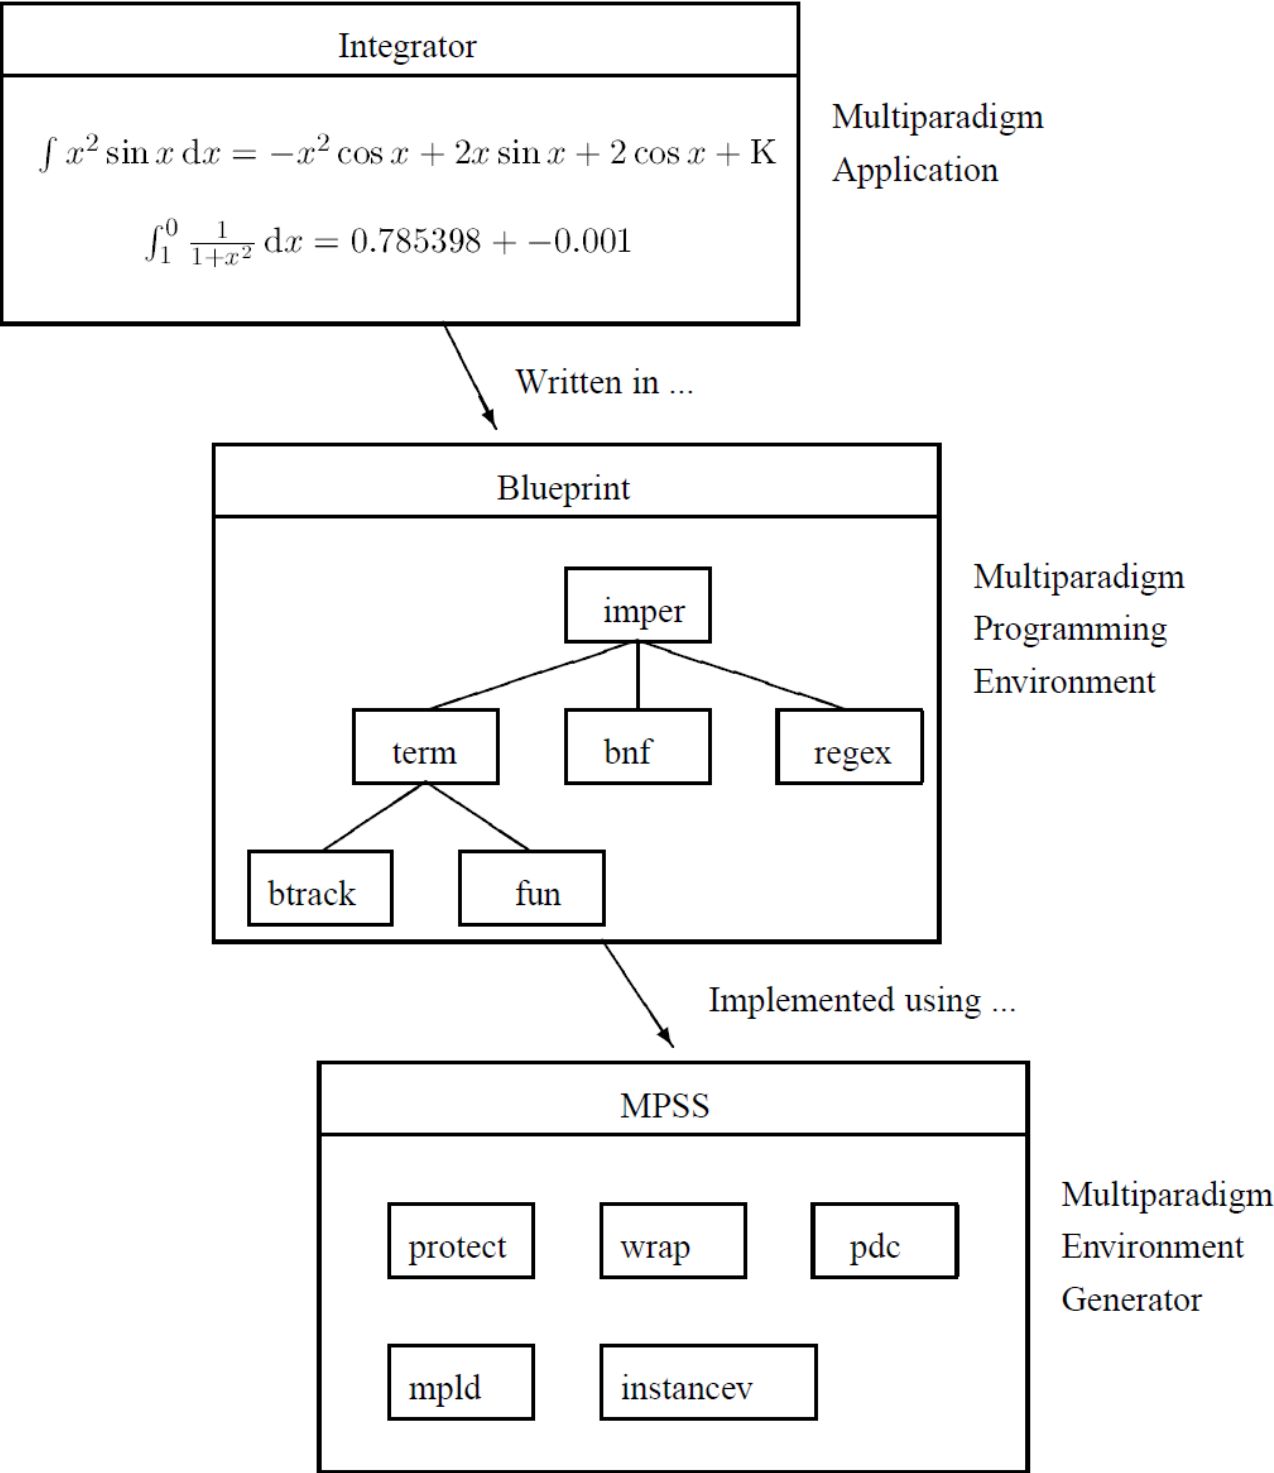 Integrator
∫ x² sin x dx = −x² cos x + 2x sin x + 2 cos x + K
Multiparadigm
Application
∫₁⁰ 1/(1+x²) dx = 0.785398 + −0.001
Written in ...
Blueprint
imper
Multiparadigm
Programming
Environment
term bnf regex
btrack fun
Implemented using ...
MPSS
protect wrap pdc
mpld instancev
Multiparadigm
Environment
Generator